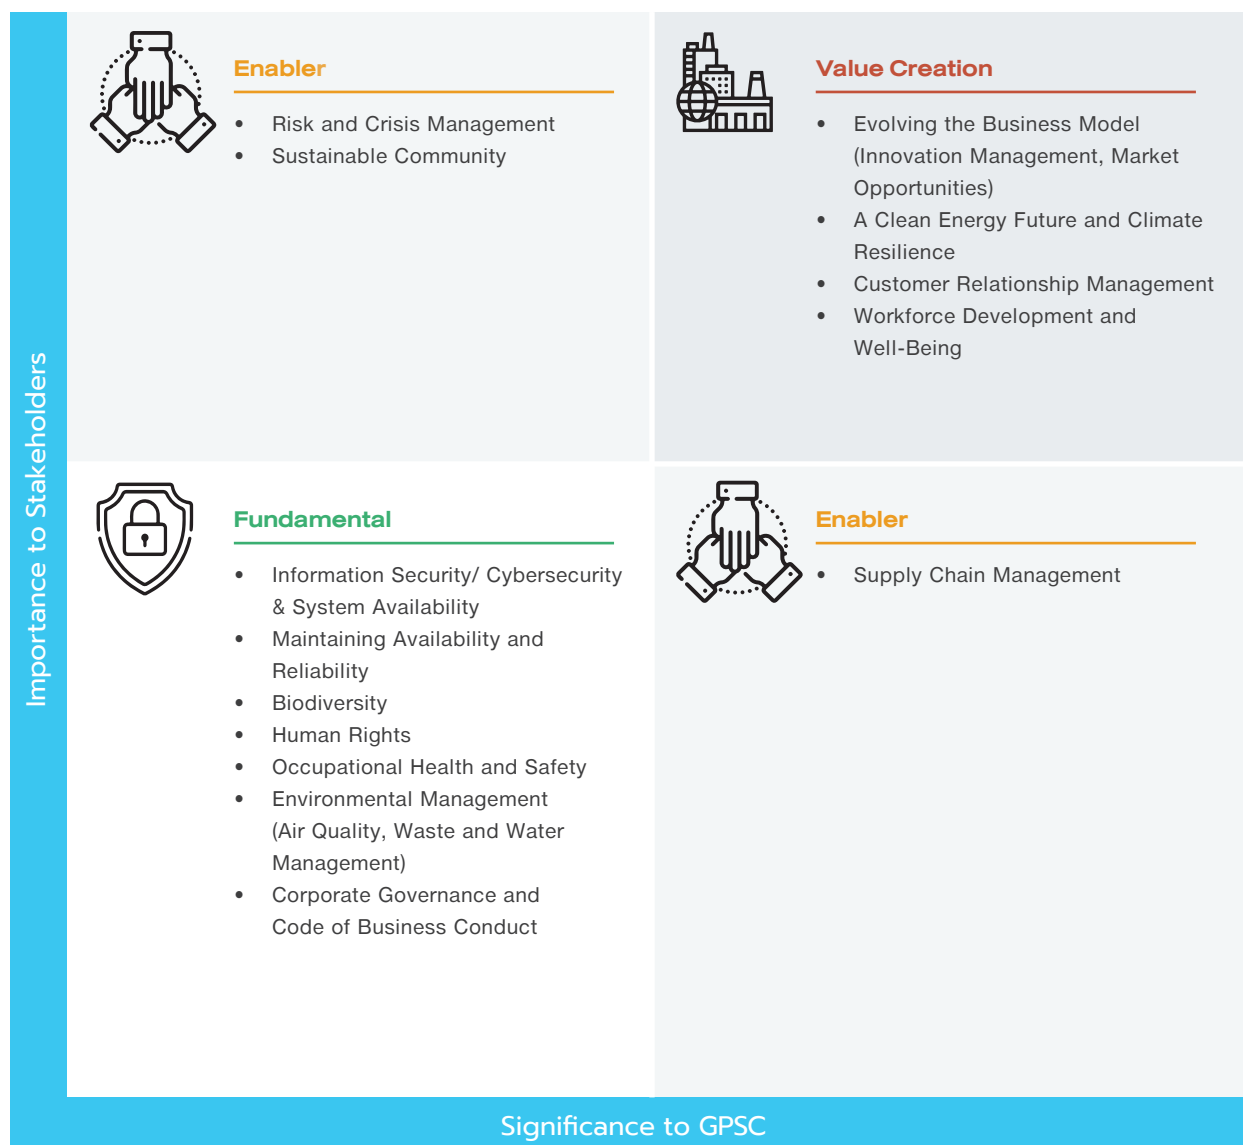 Importance to Stakeholders
Enabler
• Risk and Crisis Management
• Sustainable Community
Value Creation
• Evolving the Business Model
(Innovation Management, Market
Opportunities)
• A Clean Energy Future and Climate
Resilience
• Customer Relationship Management
• Workforce Development and
Well-Being
Fundamental
• Information Security/ Cybersecurity
& System Availability
• Maintaining Availability and
Reliability
• Biodiversity
• Human Rights
• Occupational Health and Safety
• Environmental Management
(Air Quality, Waste and Water
Management)
• Corporate Governance and
Code of Business Conduct
Enabler
• Supply Chain Management
Significance to GPSC